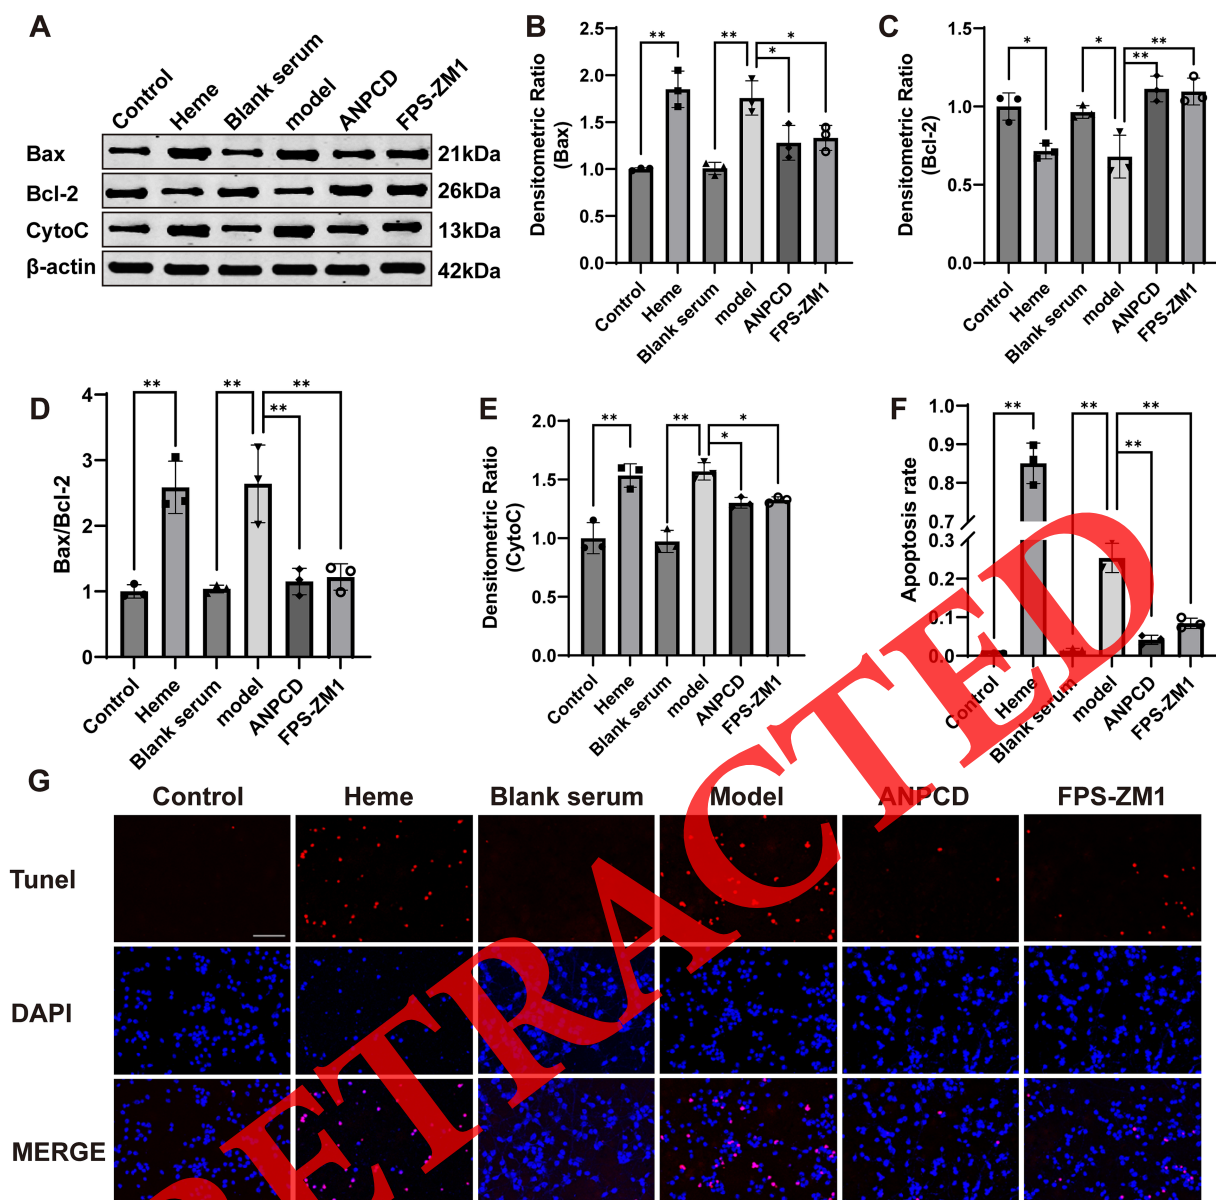 A
Control
Heme
Blank serum
model
ANPCD
FPS-ZM1
Bax
21kDa
Bcl-2
26kDa
CytoC
13kDa
β-actin
42kDa
B
Densitometric Ratio
(Bax)
2.5
2.0
1.5
1.0
0.5
0.0
**
**
*
*
Control
Heme
Blank serum
model
ANPCD
FPS-ZM1
C
Densitometric Ratio
(Bcl-2)
1.5
1.0
0.5
0.0
*
*
**
**
Control
Heme
Blank serum
model
ANPCD
FPS-ZM1
D
Bax/Bcl-2
4
3
2
1
0
**
**
**
**
Control
Heme
Blank serum
model
ANPCD
FPS-ZM1
E
Densitometric Ratio
(CytoC)
2.0
1.5
1.0
0.5
0.0
**
**
*
*
Control
Heme
Blank serum
model
ANPCD
FPS-ZM1
F
Apoptosis rate
1.0
0.9
0.8
0.7
0.3
0.2
0.1
0.0
**
**
**
**
Control
Heme
Blank serum
model
ANPCD
FPS-ZM1
G
Control Heme Blank serum Model ANPCD FPS-ZM1
Tunel
DAPI
MERGE
RETRACTED